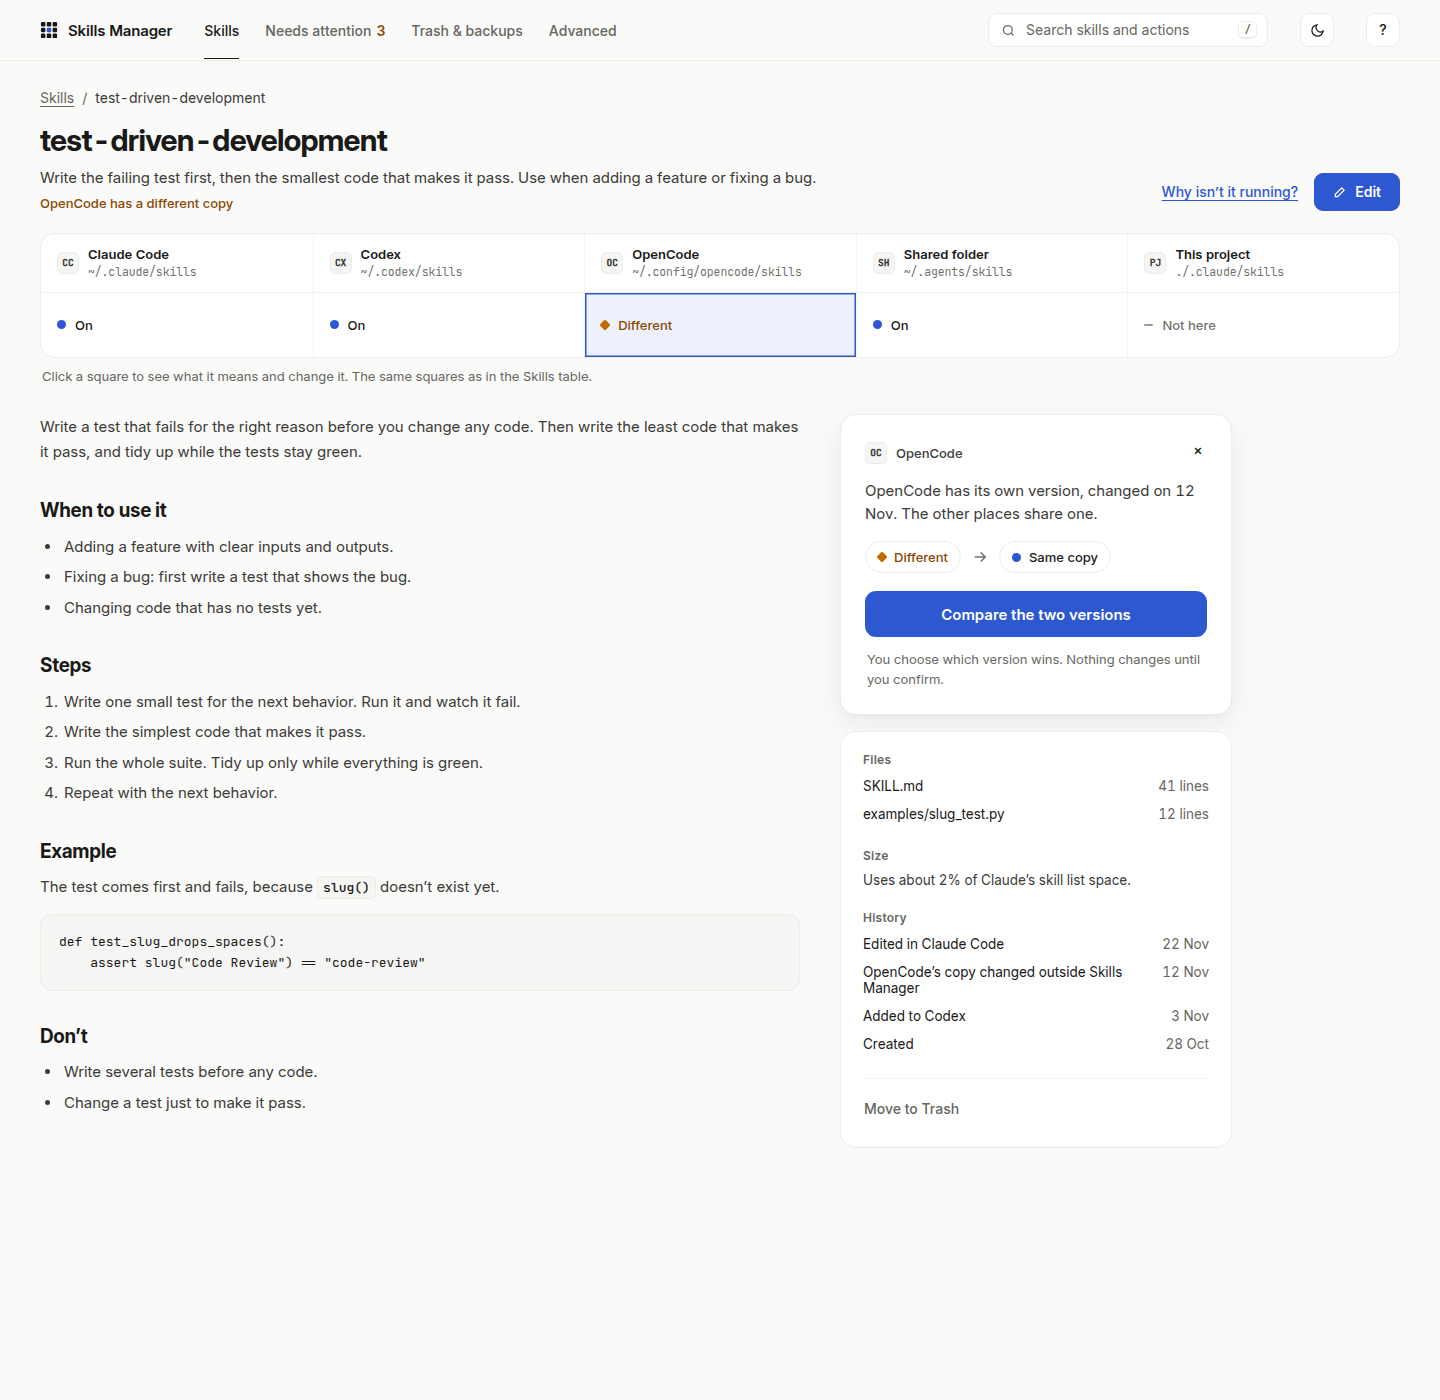 Skills Manager
Skills
Needs attention 3
Trash & backups
Advanced
Search skills and actions
/
?
Skills / test-driven-development
test-driven-development
Write the failing test first, then the smallest code that makes it pass. Use when adding a feature or fixing a bug.
OpenCode has a different copy
Why isn’t it running?
Edit
CC Claude Code
~/.claude/skills
CX Codex
~/.codex/skills
OC OpenCode
~/.config/opencode/skills
SH Shared folder
~/.agents/skills
PJ This project
./.claude/skills
On
On
Different
On
Not here
Click a square to see what it means and change it. The same squares as in the Skills table.
Write a test that fails for the right reason before you change any code. Then write the least code that makes
it pass, and tidy up while the tests stay green.
When to use it
• Adding a feature with clear inputs and outputs.
• Fixing a bug: first write a test that shows the bug.
• Changing code that has no tests yet.
Steps
1. Write one small test for the next behavior. Run it and watch it fail.
2. Write the simplest code that makes it pass.
3. Run the whole suite. Tidy up only while everything is green.
4. Repeat with the next behavior.
Example
The test comes first and fails, because slug() doesn’t exist yet.
def test_slug_drops_spaces():
    assert slug("Code Review") == "code-review"
Don’t
• Write several tests before any code.
• Change a test just to make it pass.
OC OpenCode
×
OpenCode has its own version, changed on 12
Nov. The other places share one.
Different → Same copy
Compare the two versions
You choose which version wins. Nothing changes until
you confirm.
Files
SKILL.md 41 lines
examples/slug_test.py 12 lines
Size
Uses about 2% of Claude’s skill list space.
History
Edited in Claude Code 22 Nov
OpenCode’s copy changed outside Skills 12 Nov
Manager
Added to Codex 3 Nov
Created 28 Oct
Move to Trash